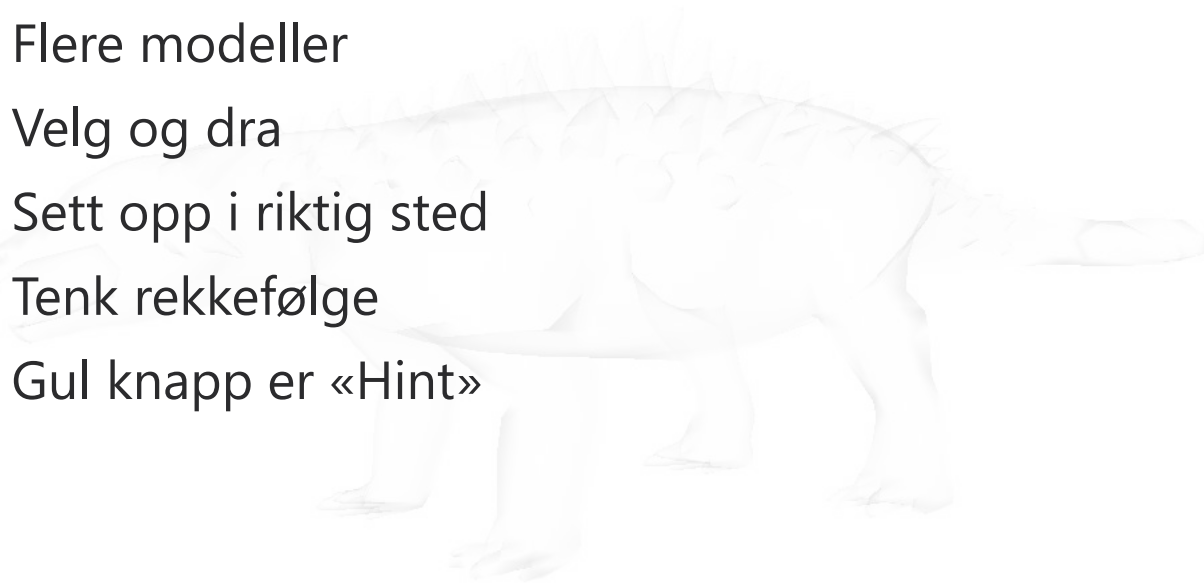 Flere modeller
Velg og dra
Sett opp i riktig sted
Tenk rekkefølge
Gul knapp er «Hint»